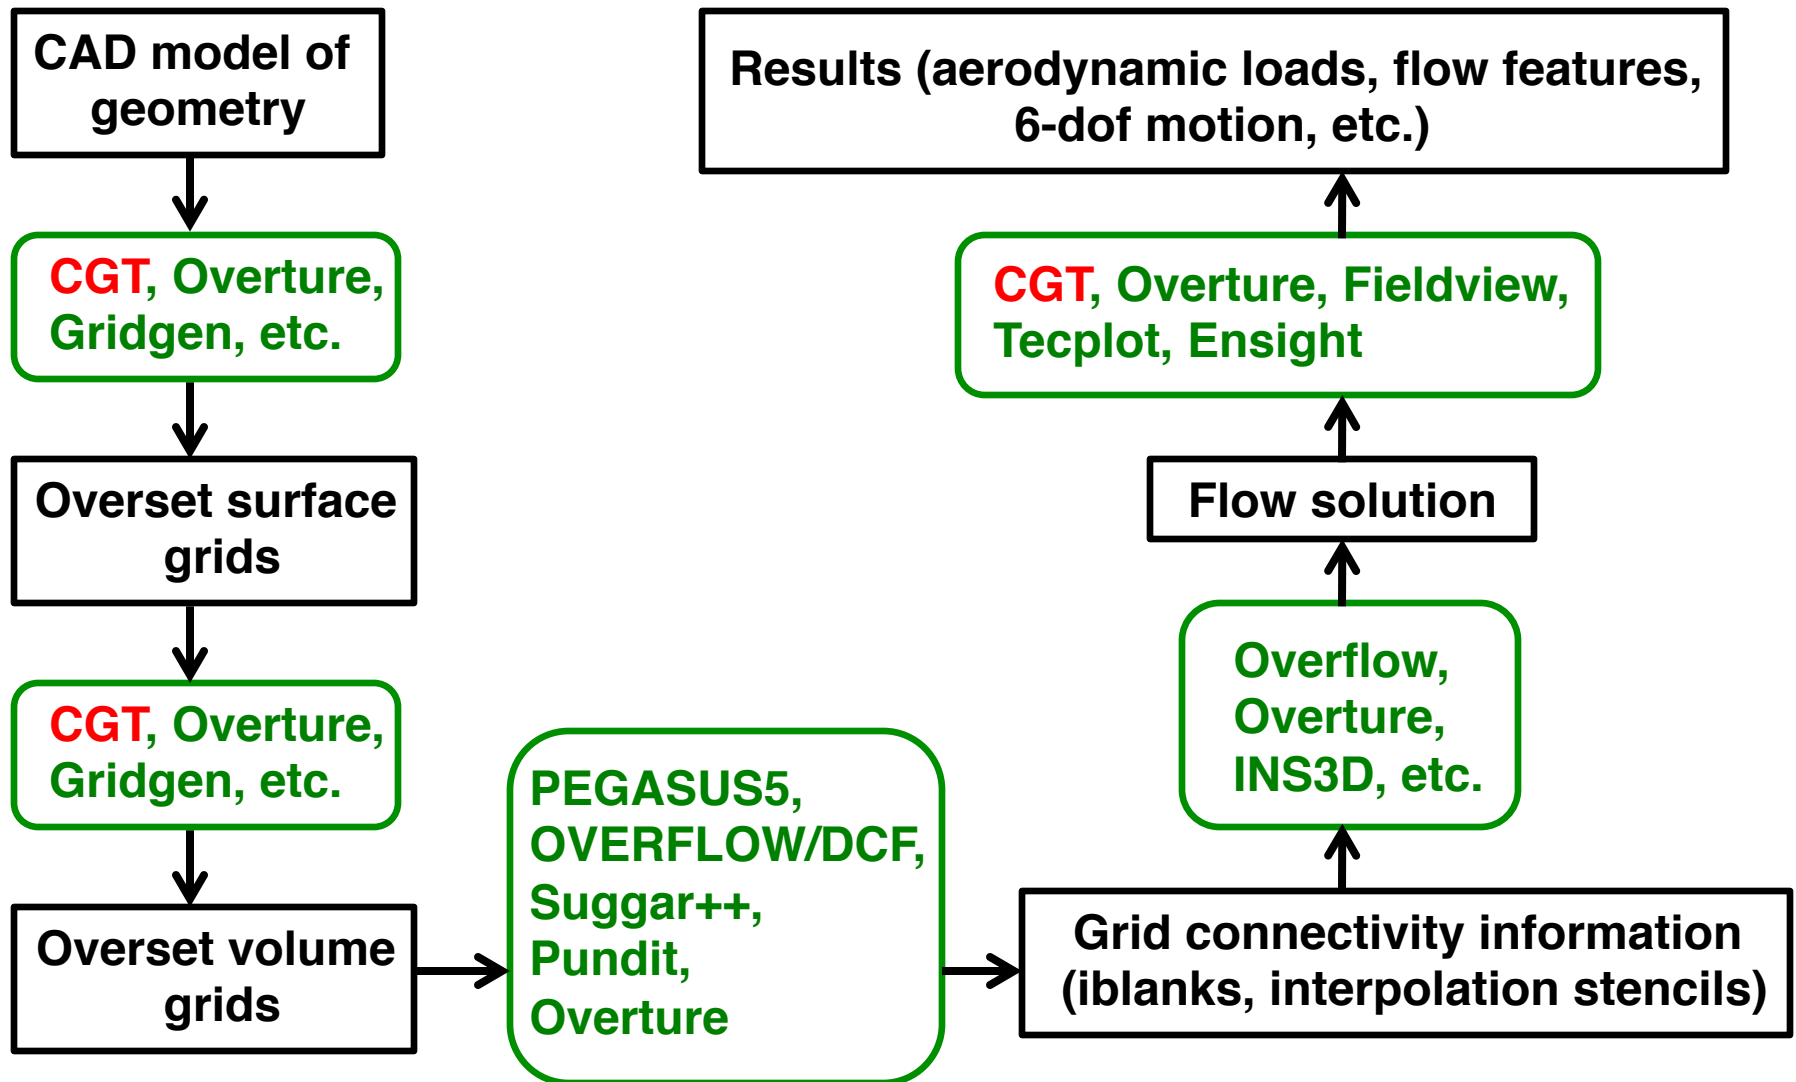 CAD model of
geometry
CGT, Overture,
Gridgen, etc.
Overset surface
grids
CGT, Overture,
Gridgen, etc.
Overset volume
grids
PEGASUS5,
OVERFLOW/DCF,
Suggar++,
Pundit,
Overture
Grid connectivity information
(iblanks, interpolation stencils)
Overflow,
Overture,
INS3D, etc.
Flow solution
CGT, Overture, Fieldview,
Tecplot, Ensight
Results (aerodynamic loads, flow features,
6-dof motion, etc.)